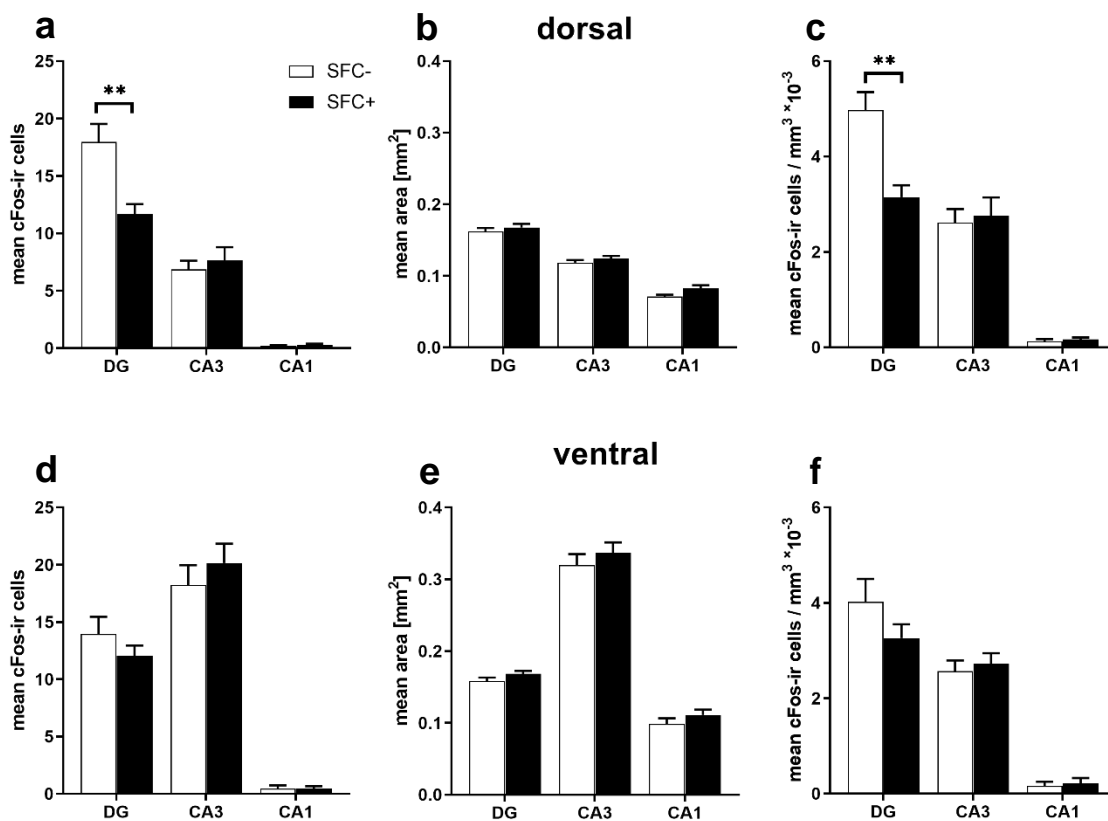 a
b
dorsal
c
25
20
15
10
5
0
mean cFos-ir cells
**
SFC-
SFC+
DG
CA3
CA1
0.4
0.3
0.2
0.1
0.0
mean area [mm²]
DG
CA3
CA1
6
4
2
0
mean cFos-ir cells / mm³ ×10⁻³
**
DG
CA3
CA1
d
e
ventral
f
25
20
15
10
5
0
mean cFos-ir cells
DG
CA3
CA1
0.4
0.3
0.2
0.1
0.0
mean area [mm²]
DG
CA3
CA1
6
4
2
0
mean cFos-ir cells / mm³ ×10⁻³
DG
CA3
CA1